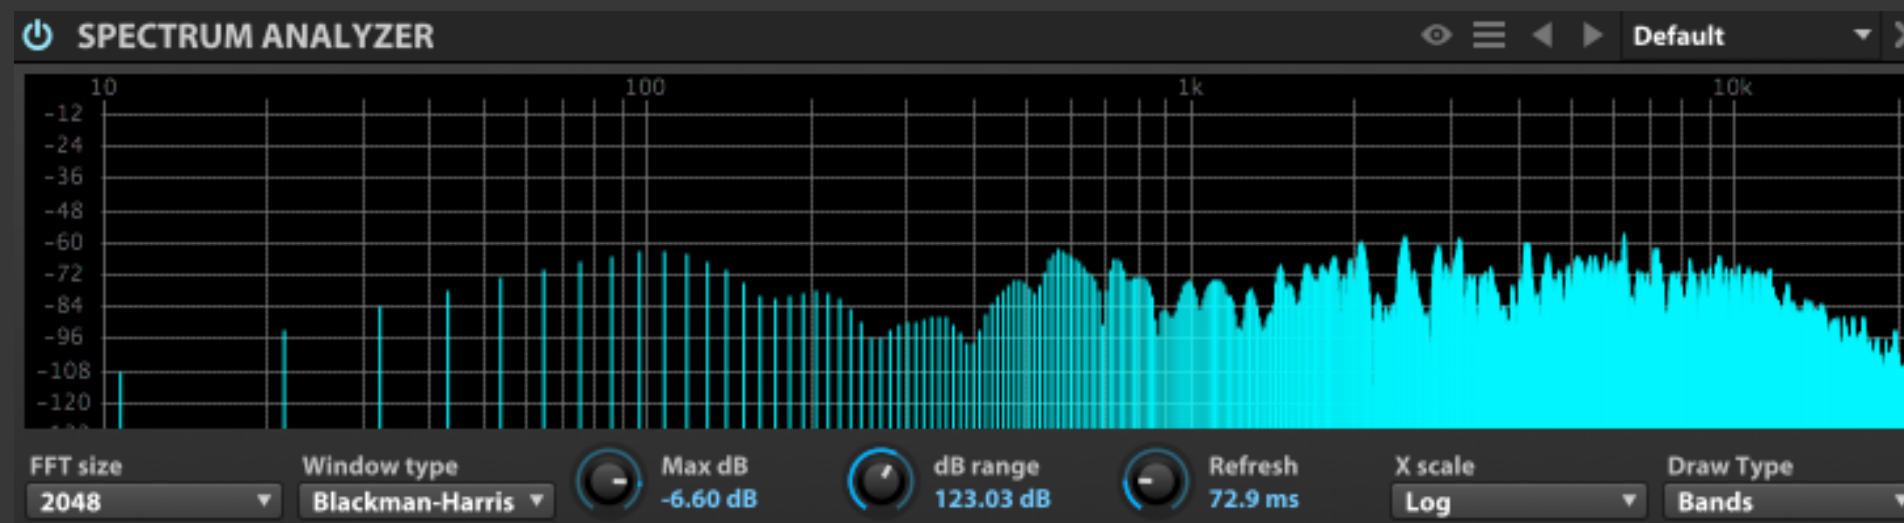 SPECTRUM ANALYZER Default
10 100 1k 10k
-12
-24
-36
-48
-60
-72
-84
-96
-108
-120
FFT size Window type Max dB dB range Refresh X scale Draw Type
2048 Blackman-Harris -6.60 dB 123.03 dB 72.9 ms Log Bands